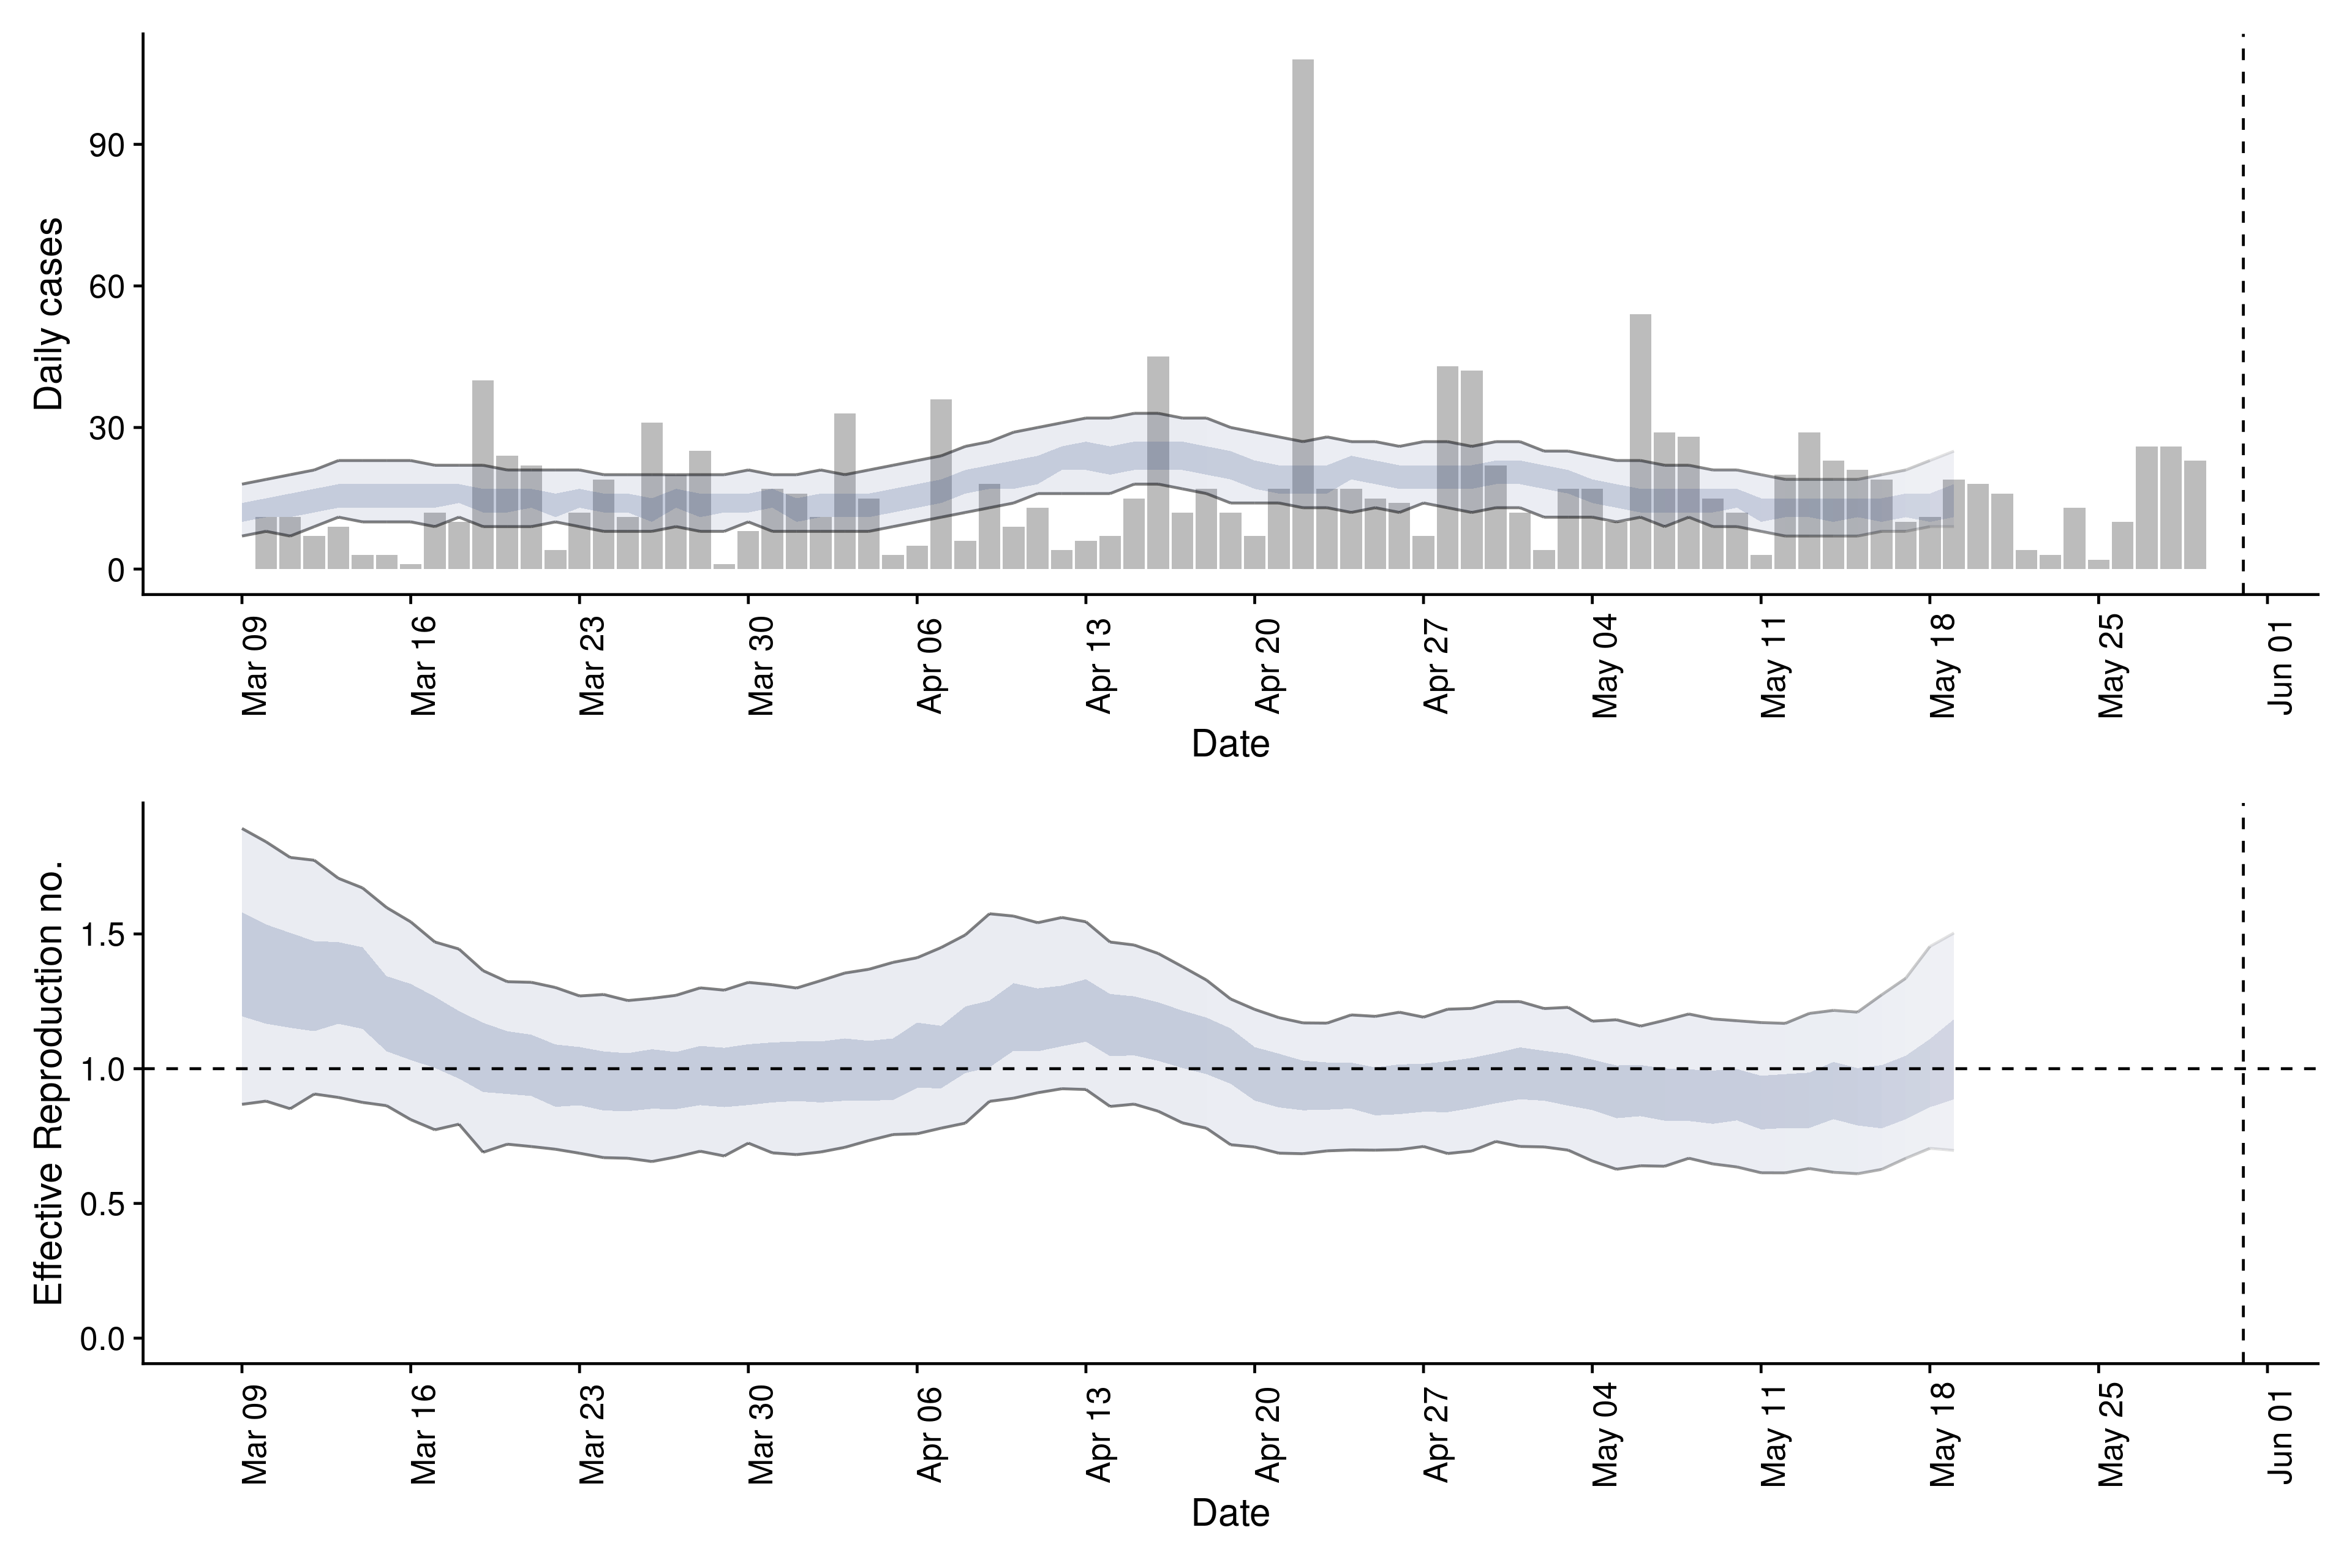 Daily cases
90
60
30
0
Mar 09
Mar 16
Mar 23
Mar 30
Apr 06
Apr 13
Apr 20
Apr 27
May 04
May 11
May 18
May 25
Jun 01
Date
Effective Reproduction no.
1.5
1.0
0.5
0.0
Mar 09
Mar 16
Mar 23
Mar 30
Apr 06
Apr 13
Apr 20
Apr 27
May 04
May 11
May 18
May 25
Jun 01
Date